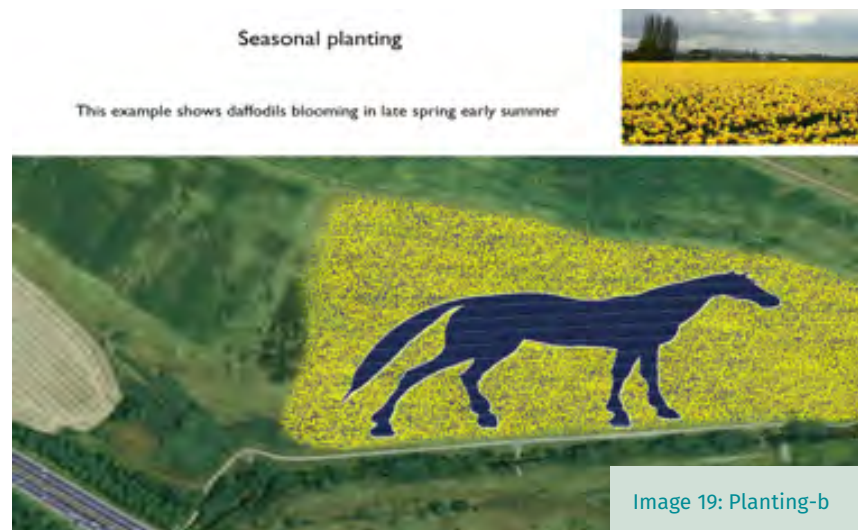 Seasonal planting
This example shows daffodils blooming in late spring early summer
Image 19: Planting-b